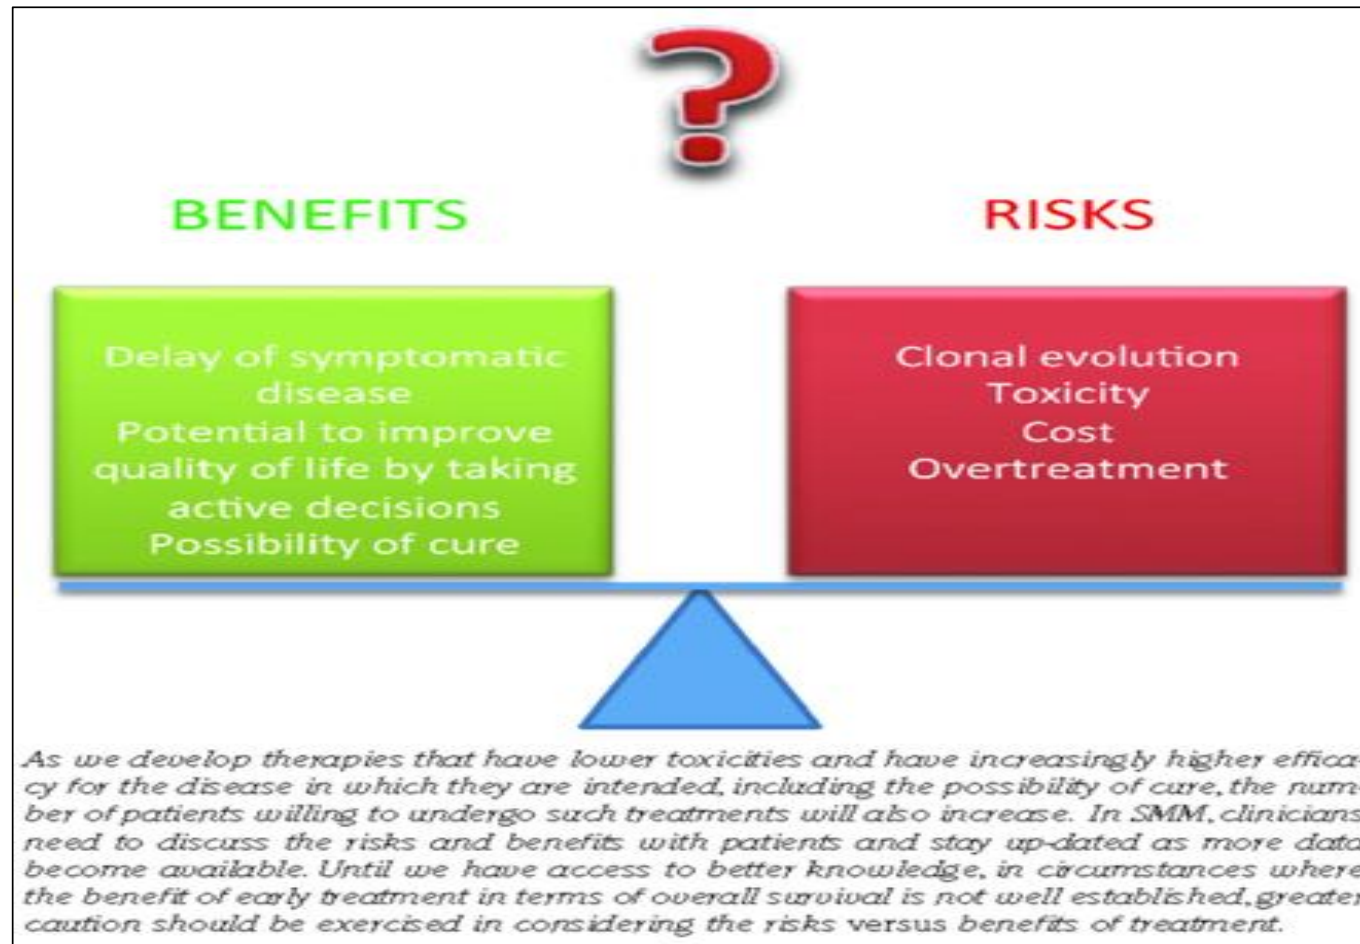 ?
BENEFITS
RISKS
Delay of symptomatic
disease
Potential to improve
quality of life by taking
active decisions
Possibility of cure
Clonal evolution
Toxicity
Cost
Overtreatment
As we develop therapies that have lower toxicities and have increasingly higher effica-
cy for the disease in which they are intended, including the possibility of cure, the num-
ber of patients willing to undergo such treatments will also increase. In SMM, clinicians
need to discuss the risks and benefits with patients and stay up-dated as more data
become available. Until we have access to better knowledge, in circumstances where
the benefit of early treatment in terms of overall survival is not well established, greater
caution should be exercised in considering the risks versus benefits of treatment.